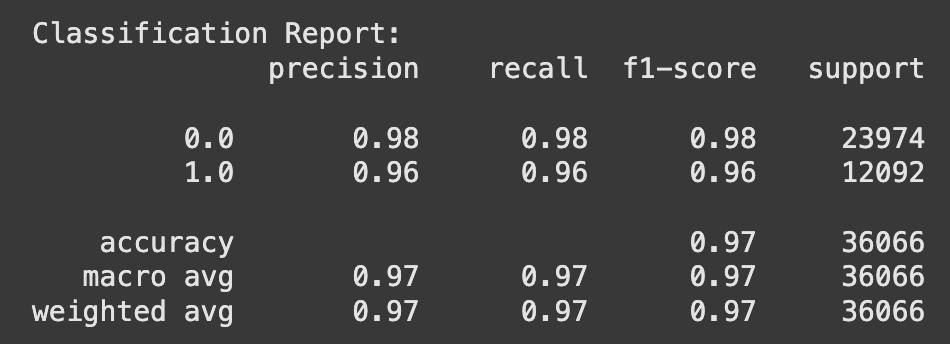 Classification Report:
precision recall f1-score support
0.0 0.98 0.98 0.98 23974
1.0 0.96 0.96 0.96 12092
accuracy 0.97 36066
macro avg 0.97 0.97 0.97 36066
weighted avg 0.97 0.97 0.97 36066